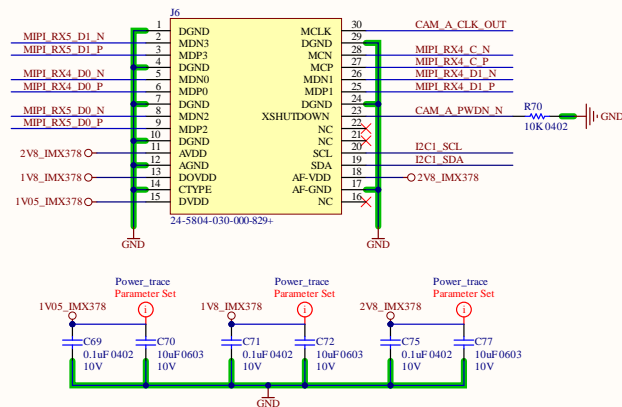 J6
1 DGND MCLK 30 CAM_A_CLK_OUT
MIPI_RX5_D1_N 2 MDN3 DGND 29
MIPI_RX5_D1_P 3 MDP3 MCN 28 MIPI_RX4_C_N
4 DGND MCP 27 MIPI_RX4_C_P
MIPI_RX4_D0_N 5 MDN0 MDN1 26 MIPI_RX4_D1_N
MIPI_RX4_D0_P 6 MDP0 MDP1 25 MIPI_RX4_D1_P
7 DGND DGND 24
MIPI_RX5_D0_N 8 MDN2 XSHUTDOWN 23 CAM_A_PWDN_N R70 GND
MIPI_RX5_D0_P 9 MDP2 NC 22 10K 0402
10 DGND NC 21
2V8_IMX378 11 AVDD SCL 20 I2C1_SCL
12 AGND SDA 19 I2C1_SDA
1V8_IMX378 13 DOVDD AF-VDD 18 2V8_IMX378
14 CTYPE AF-GND 17
1V05_IMX378 15 DVDD NC 16
24-5804-030-000-829+
GND GND
Power_trace Power_trace Power_trace
1V05_IMX378 Parameter Set 1V8_IMX378 Parameter Set 2V8_IMX378 Parameter Set
i i i
C69 C70 C71 C72 C75 C77
0.1uF 0402 10uF 0603 0.1uF 0402 10uF 0603 0.1uF 0402 10uF 0603
10V 10V 10V 10V 10V 10V
GND